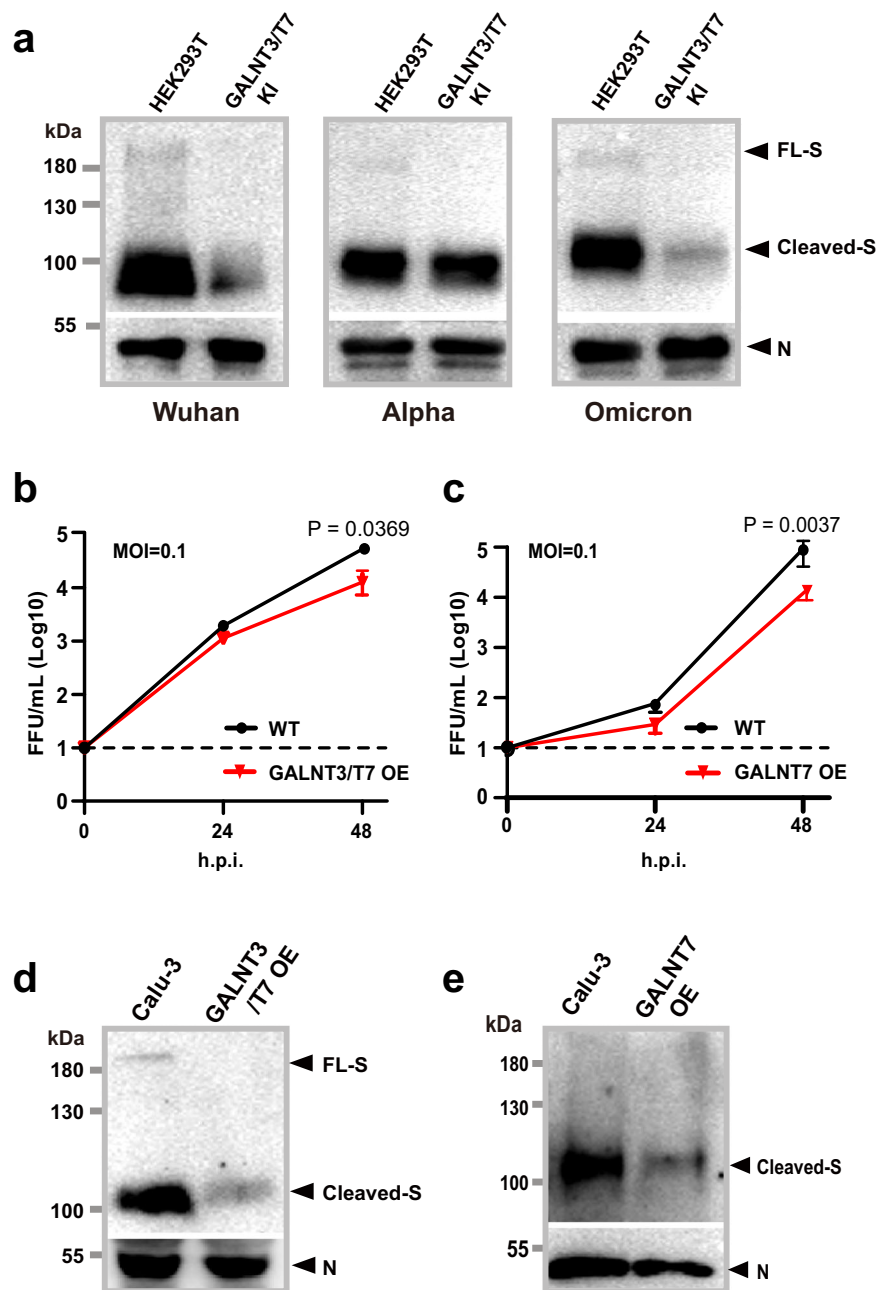 a
HEK293T
GALNT3/T7
KI
HEK293T
GALNT3/T7
KI
HEK293T
GALNT3/T7
KI
kDa
180
130
100
55
FL-S
Cleaved-S
N
Wuhan
Alpha
Omicron
b
MOI=0.1
P = 0.0369
FFU/mL (Log10)
5
4
3
2
1
0
WT
GALNT3/T7 OE
0
24
48
h.p.i.
c
MOI=0.1
P = 0.0037
FFU/mL (Log10)
5
4
3
2
1
0
WT
GALNT7 OE
0
24
48
h.p.i.
d
Calu-3
GALNT3
/T7 OE
kDa
180
130
100
55
FL-S
Cleaved-S
N
e
Calu-3
GALNT7
OE
kDa
180
130
100
55
Cleaved-S
N